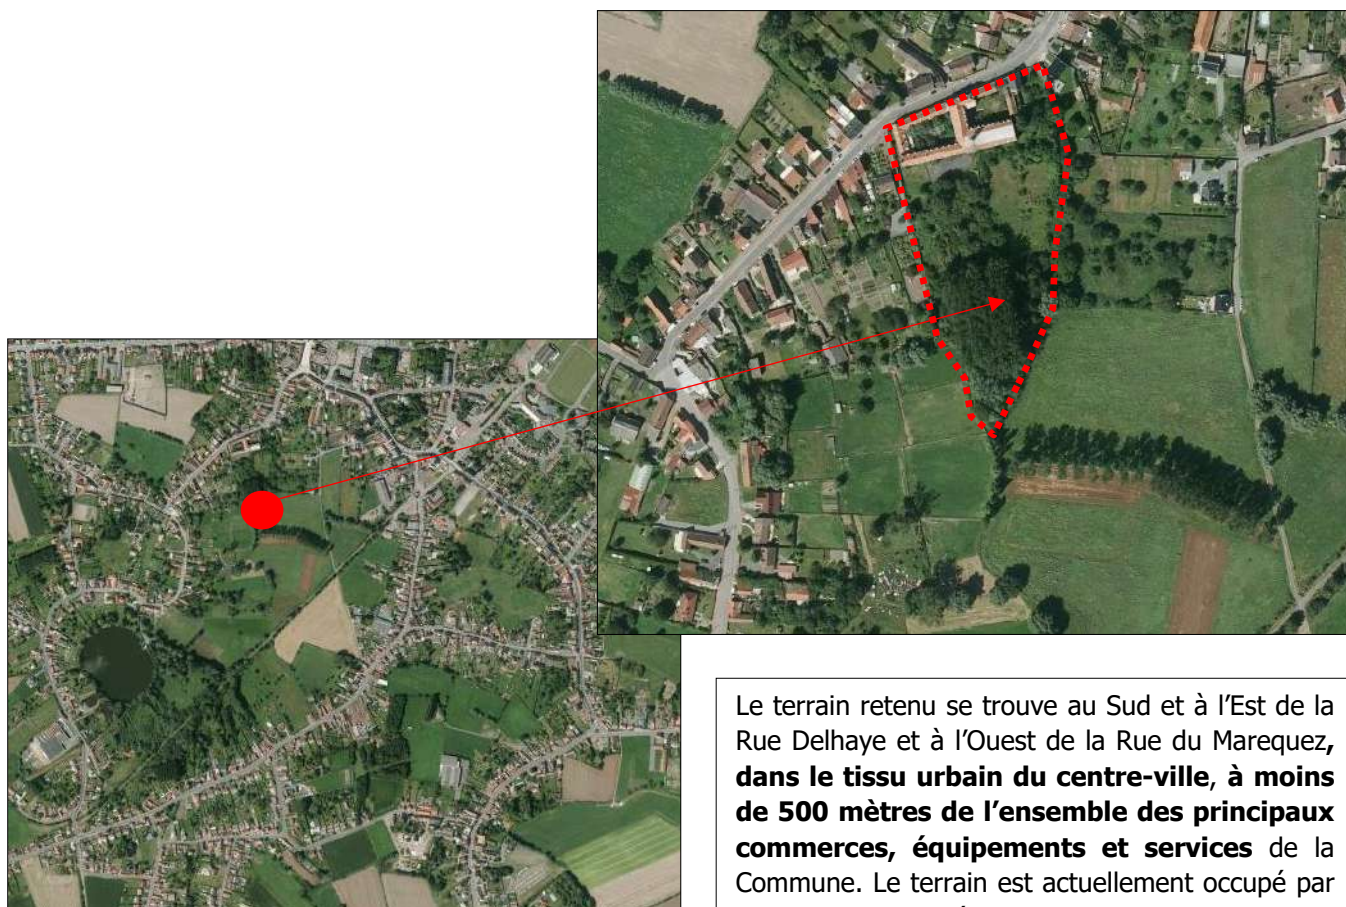 Le terrain retenu se trouve au Sud et à l’Est de la
Rue Delhaye et à l’Ouest de la Rue du Marequez,
dans le tissu urbain du centre-ville, à moins
de 500 mètres de l’ensemble des principaux
commerces, équipements et services de la
Commune. Le terrain est actuellement occupé par